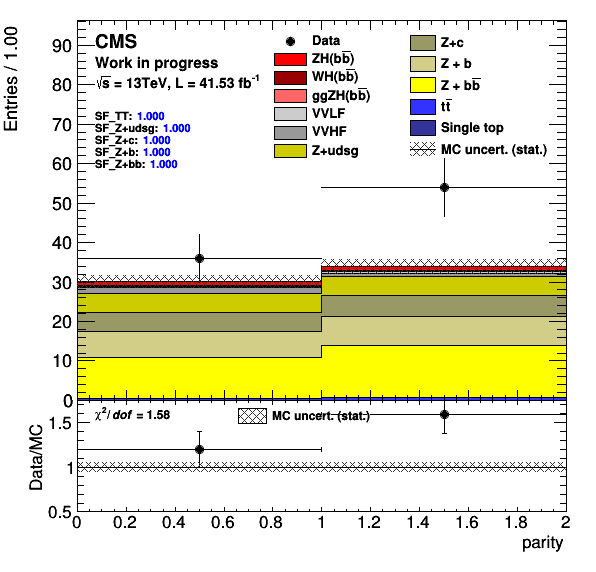 Entries / 1.00
90
80
70
60
50
40
30
20
10
0
CMS
Work in progress
√s = 13TeV, L = 41.53 fb⁻¹
SF_TT: 1.000
SF_Z+udsg: 1.000
SF_Z+c: 1.000
SF_Z+b: 1.000
SF_Z+bb: 1.000
Data
ZH(bb̅)
WH(bb̅)
ggZH(bb̅)
VVLF
VVHF
Z+udsg
Z+c
Z + b
Z + bb̅
tt̅
Single top
MC uncert. (stat.)
Data/MC
1.5
1
0.5
χ²/dof = 1.58
MC uncert. (stat.)
0 0.2 0.4 0.6 0.8 1 1.2 1.4 1.6 1.8 2
parity